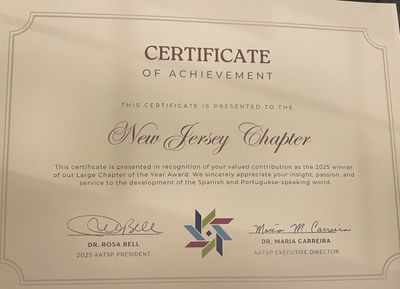 CERTIFICATE
OF ACHIEVEMENT
THIS CERTIFICATE IS PRESENTED TO THE
New Jersey Chapter
This certificate is presented in recognition of your valued contribution as the 2025 winner
of our Large Chapter of the Year Award. We sincerely appreciate your insight, passion, and
service to the development of the Spanish and Portuguese-speaking world.
Maria M. Carreira
DR. ROSA BELL
2025 AATSP PRESIDENT
DR. MARIA CARREIRA
AATSP EXECUTIVE DIRECTOR